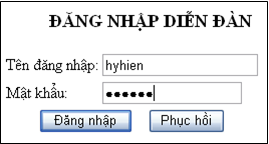 ĐĂNG NHẬP DIỄN ĐÀN
Tên đăng nhập: hyhien
Mật khẩu: ●●●●●●
Đăng nhập Phục hồi